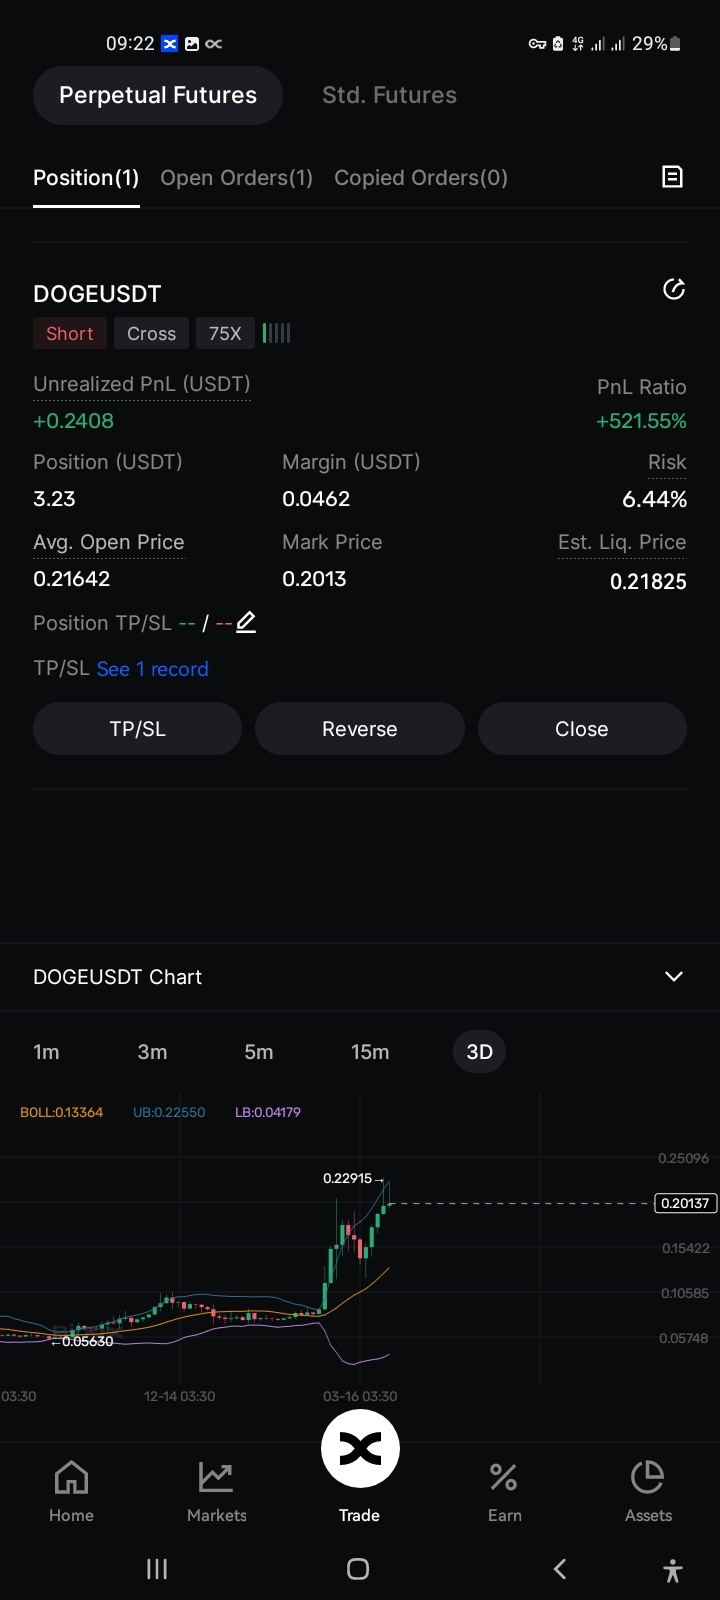 09:22 4G 29%
Perpetual Futures Std. Futures
Position(1) Open Orders(1) Copied Orders(0)
DOGEUSDT
Short Cross 75X
Unrealized PnL (USDT) PnL Ratio
+0.2408 +521.55%
Position (USDT) Margin (USDT) Risk
3.23 0.0462 6.44%
Avg. Open Price Mark Price Est. Liq. Price
0.21642 0.2013 0.21825
Position TP/SL -- / --
TP/SL See 1 record
TP/SL Reverse Close
DOGEUSDT Chart
1m 3m 5m 15m 3D
BOLL:0.13364 UB:0.22550 LB:0.04179
0.25096
0.22915→
0.20137
0.15422
0.10585
0.05748
←0.05630
03:30 12-14 03:30 03-16 03:30
Home Markets Trade Earn Assets